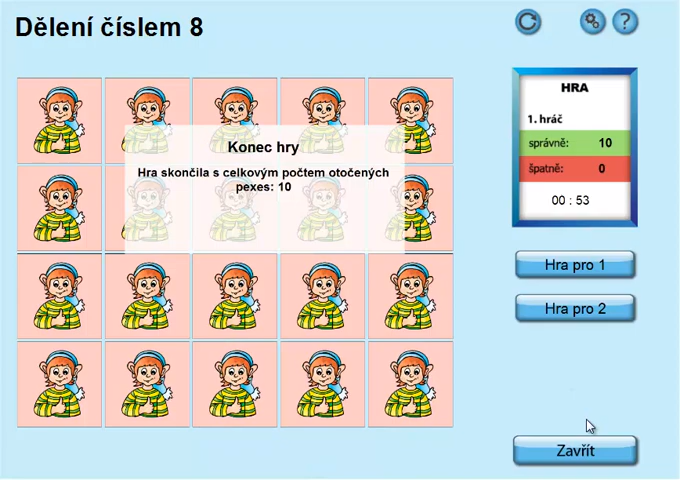 Dělení číslem 8
?
HRA
1. hráč
správně: 10
špatně: 0
00 : 53
Konec hry
Hra skončila s celkovým počtem otočených
pexes: 10
Hra pro 1
Hra pro 2
Zavřít